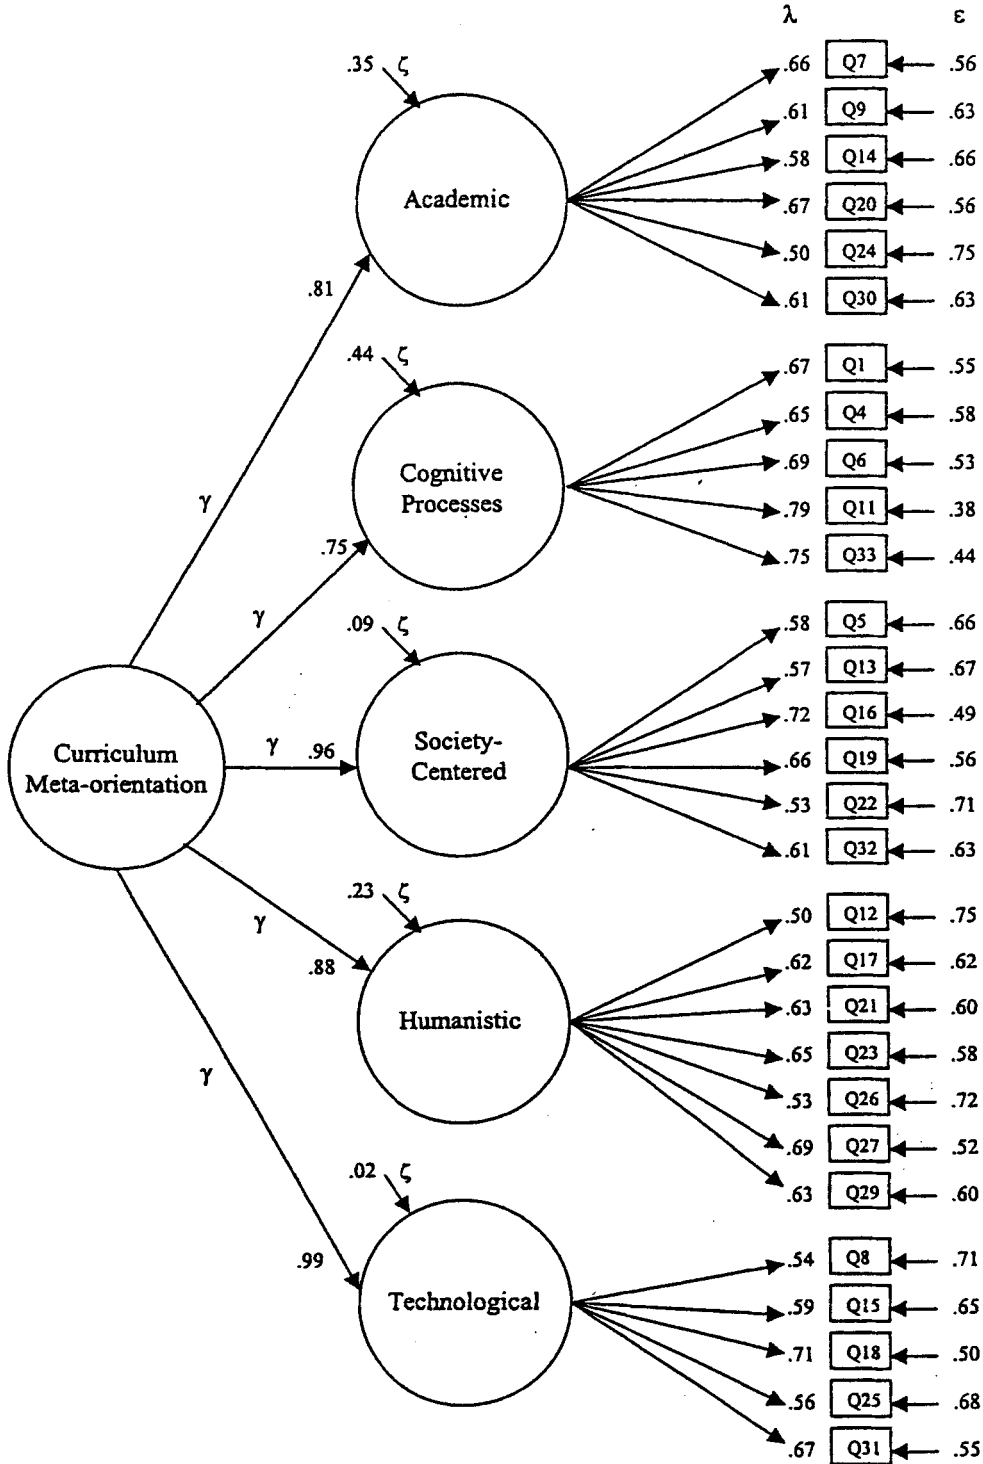 λ ε
.35 ζ
Academic
.66 Q7 .56
.61 Q9 .63
.58 Q14 .66
.67 Q20 .56
.50 Q24 .75
.61 Q30 .63
.81
.44 ζ
Cognitive
Processes
.67 Q1 .55
.65 Q4 .58
.69 Q6 .53
.79 Q11 .38
.75 Q33 .44
γ
.75
γ
.09 ζ
Society-
Centered
.58 Q5 .66
.57 Q13 .67
.72 Q16 .49
.66 Q19 .56
.53 Q22 .71
.61 Q32 .63
Curriculum
Meta-orientation
γ .96
.23 ζ
Humanistic
.50 Q12 .75
.62 Q17 .62
.63 Q21 .60
.65 Q23 .58
.53 Q26 .72
.69 Q27 .52
.63 Q29 .60
γ
.88
γ
.02 ζ
Technological
.54 Q8 .71
.59 Q15 .65
.71 Q18 .50
.56 Q25 .68
.67 Q31 .55
.99